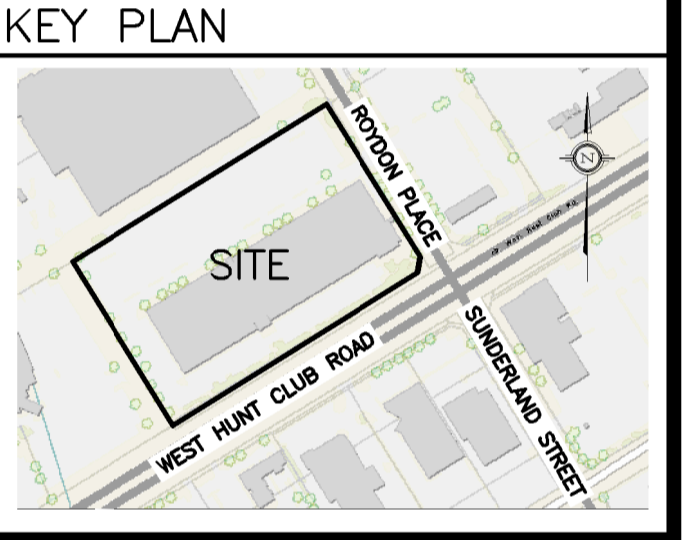 KEY PLAN
ROYDON PLACE
N
SITE
WEST HUNT CLUB ROAD
SUNDERLAND STREET